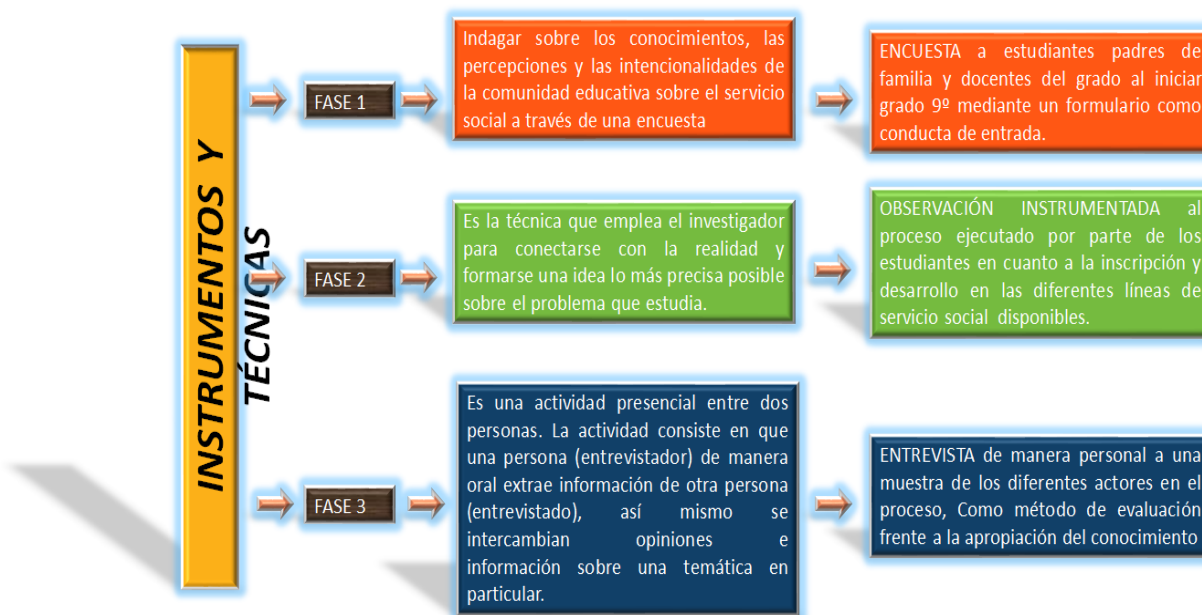 INSTRUMENTOS Y
TÉCNICAS
FASE 1
Indagar sobre los conocimientos, las
percepciones y las intencionalidades de
la comunidad educativa sobre el servicio
social a través de una encuesta
ENCUESTA a estudiantes padres de
familia y docentes del grado al iniciar
grado 9º mediante un formulario como
conducta de entrada.
FASE 2
Es la técnica que emplea el investigador
para conectarse con la realidad y
formarse una idea lo más precisa posible
sobre el problema que estudia.
OBSERVACIÓN INSTRUMENTADA al
proceso ejecutado por parte de los
estudiantes en cuanto a la inscripción y
desarrollo en las diferentes líneas de
servicio social disponibles.
FASE 3
Es una actividad presencial entre dos
personas. La actividad consiste en que
una persona (entrevistador) de manera
oral extrae información de otra persona
(entrevistado), así mismo se
intercambian opiniones e
información sobre una temática en
particular.
ENTREVISTA de manera personal a una
muestra de los diferentes actores en el
proceso, Como método de evaluación
frente a la apropiación del conocimiento